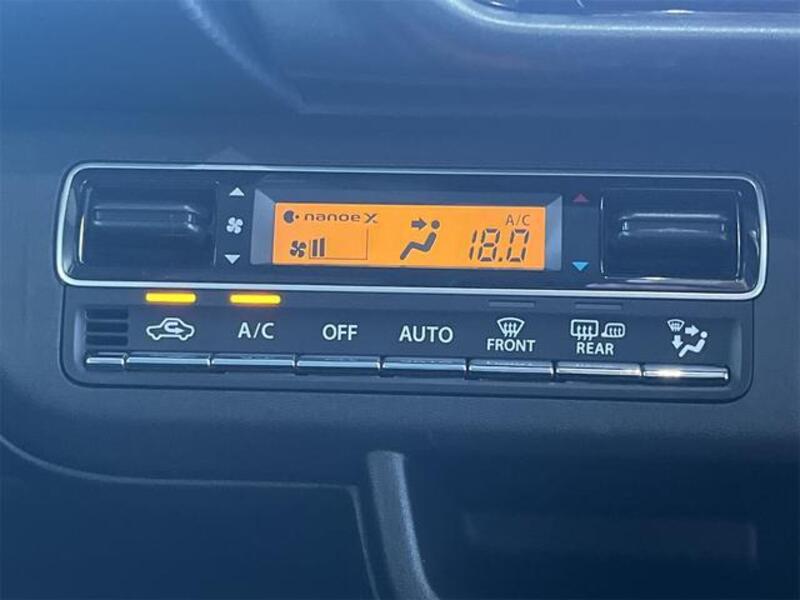 nanoe X
A/C
18.0
A/C
OFF
AUTO
FRONT
REAR